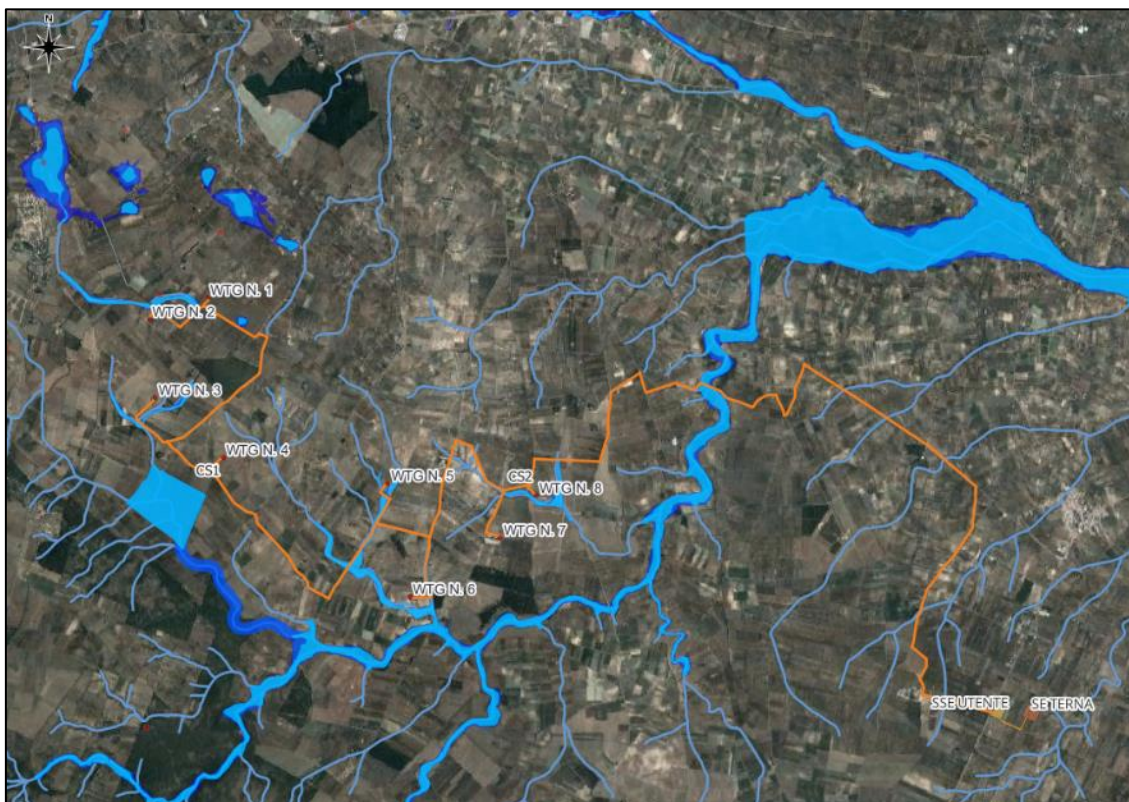 N
WTG N. 1
WTG N. 2
WTG N. 3
WTG N. 4
CS1
WTG N. 5
CS2
WTG N. 8
WTG N. 7
WTG N. 6
SSE UTENTE
SE TERNA